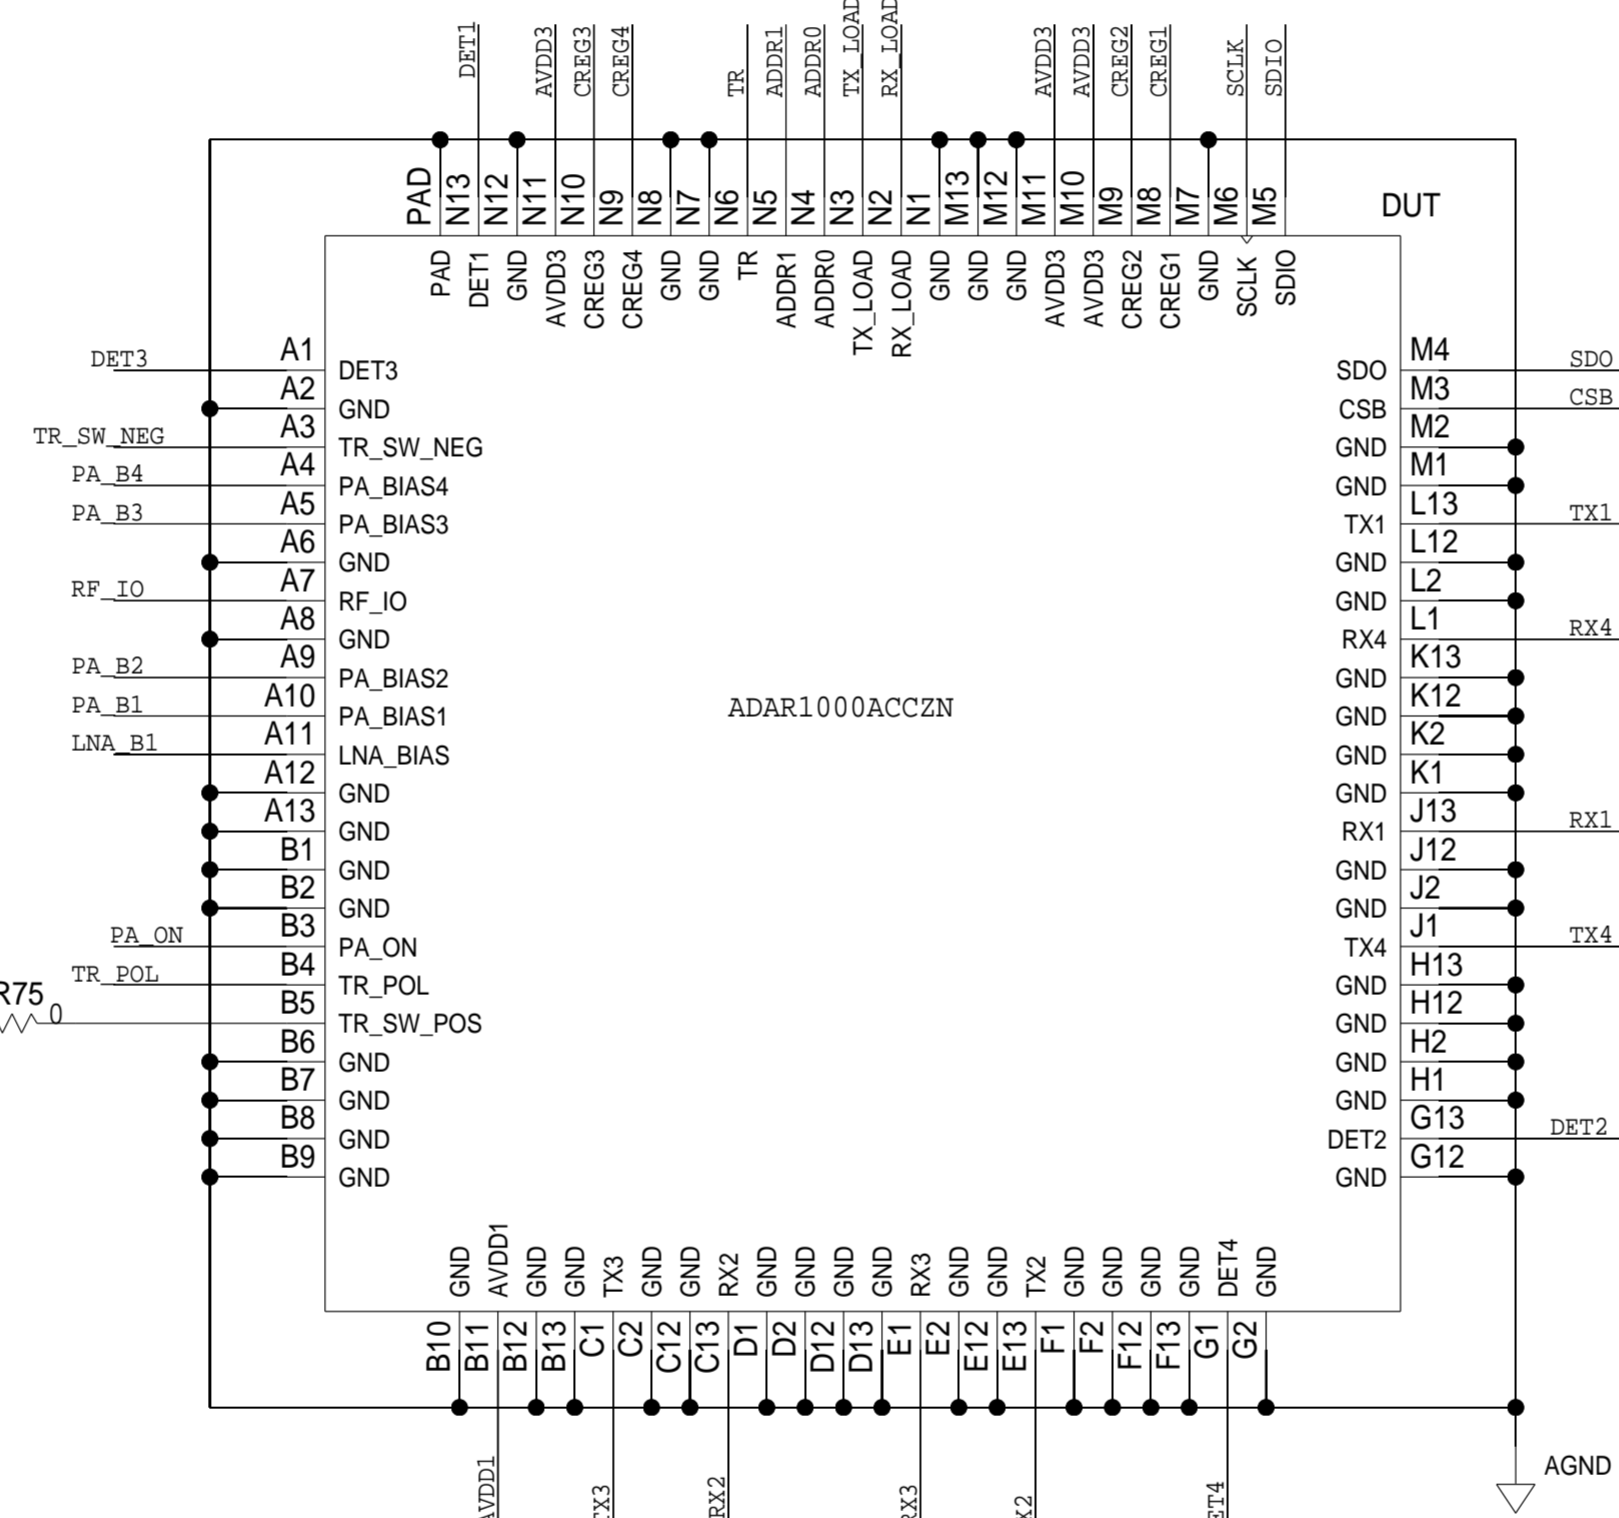 DET1 AVDD3 CREG3 CREG4 TR ADDR1 ADDR0 TX_LOAD RX_LOAD AVDD3 AVDD3 CREG2 CREG1 SCLK SDIO
PAD N13 N12 N11 N10 N9 N8 N7 N6 N5 N4 N3 N2 N1 M13 M12 M11 M10 M9 M8 M7 M6 M5
DUT
PAD DET1 GND AVDD3 CREG3 CREG4 GND GND TR ADDR1 ADDR0 TX_LOAD RX_LOAD GND GND GND AVDD3 AVDD3 CREG2 CREG1 GND SCLK SDIO
DET3 A1 DET3
A2 GND
TR_SW_NEG A3 TR_SW_NEG
PA_B4 A4 PA_BIAS4
PA_B3 A5 PA_BIAS3
A6 GND
RF_IO A7 RF_IO
A8 GND
PA_B2 A9 PA_BIAS2
PA_B1 A10 PA_BIAS1
LNA_B1 A11 LNA_BIAS
A12 GND
A13 GND
B1 GND
B2 GND
PA_ON B3 PA_ON
TR_POL B4 TR_POL
R75 0 B5 TR_SW_POS
B6 GND
B7 GND
B8 GND
B9 GND
ADAR1000ACCZN
SDO M4 SDO
CSB M3 CSB
GND M2
GND M1
TX1 L13 TX1
GND L12
GND L2
RX4 L1 RX4
GND K13
GND K12
GND K2
GND K1
RX1 J13 RX1
GND J12
GND J2
TX4 J1 TX4
GND H13
GND H12
GND H2
GND H1
DET2 G13 DET2
GND G12
GND AVDD1 GND GND TX3 GND GND RX2 GND GND GND GND RX3 GND GND TX2 GND GND GND GND DET4 GND
B10 B11 B12 B13 C1 C2 C12 C13 D1 D2 D12 D13 E1 E2 E12 E13 F1 F2 F12 F13 G1 G2
AVDD1 TX3 RX2 RX3 X2 ET4
AGND